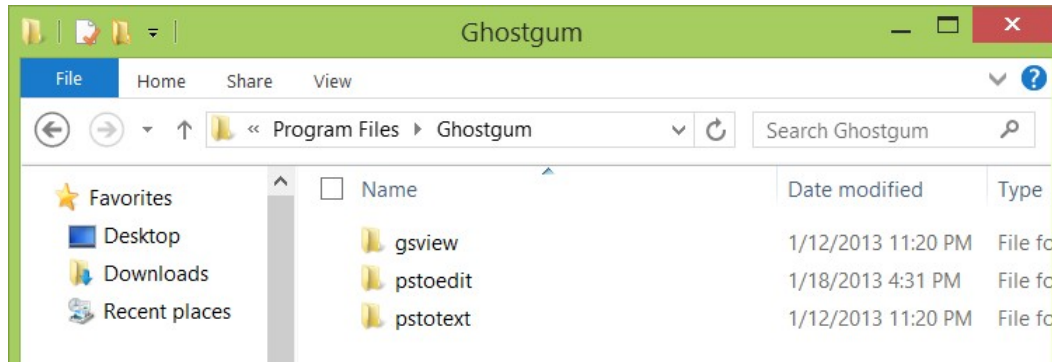 Ghostgum
File Home Share View
« Program Files Ghostgum Search Ghostgum
Favorites
Desktop
Downloads
Recent places
Name Date modified Type
gsview 1/12/2013 11:20 PM File fo
pstoedit 1/18/2013 4:31 PM File fo
pstotext 1/12/2013 11:20 PM File fo